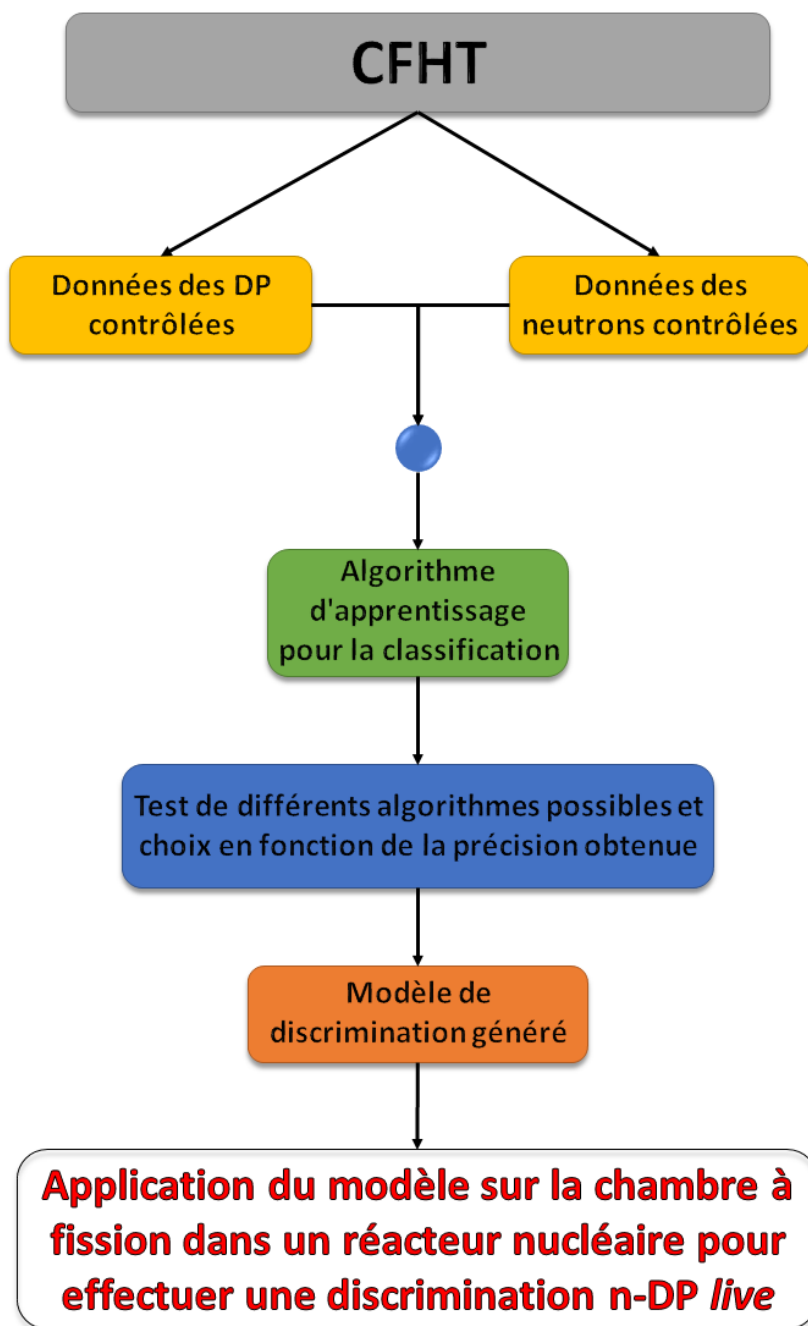 CFHT
Données des DP
contrôlées
Données des
neutrons contrôlées
Algorithme
d'apprentissage
pour la classification
Test de différents algorithmes possibles et
choix en fonction de la précision obtenue
Modèle de
discrimination généré
Application du modèle sur la chambre à
fission dans un réacteur nucléaire pour
effectuer une discrimination n-DP live